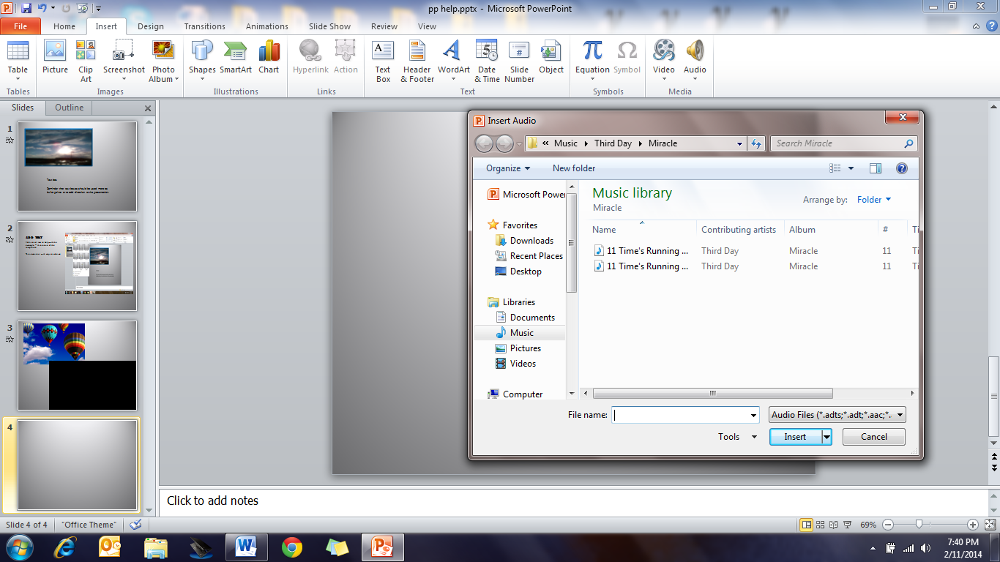 pp help.pptx - Microsoft PowerPoint
File Home Insert Design Transitions Animations Slide Show Review View
Table Picture Clip Art Screenshot Photo Album Shapes SmartArt Chart Hyperlink Action Text Box Header & Footer WordArt Date & Time Slide Number Object Equation Symbol Video Audio
Tables Images Illustrations Links Text Symbols Media
Slides Outline
1
2
3
4
Insert Audio
« Music Third Day Miracle
Search Miracle
Organize New folder
Microsoft Power
Favorites
Downloads
Recent Places
Desktop
Libraries
Documents
Music
Pictures
Videos
Computer
Music library
Miracle
Arrange by: Folder
Name Contributing artists Album # Ti
11 Time's Running ... Third Day Miracle 11 Ti
11 Time's Running ... Third Day Miracle 11 Ti
File name:
Audio Files (*.adts;*.adt;*.aac;*.
Tools Insert Cancel
Click to add notes
Slide 4 of 4 "Office Theme" 69%
7:40 PM
2/11/2014